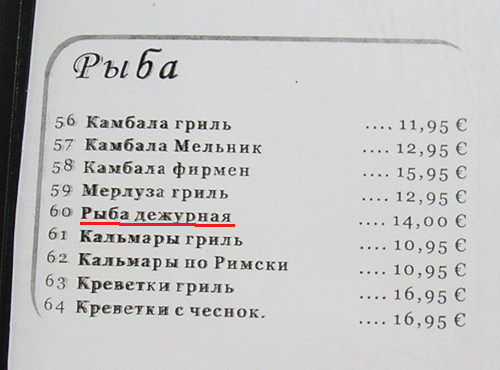 Рыба
56 Камбала гриль .... 11,95 €
57 Камбала Мельник .... 12,95 €
58 Камбала фирмен .... 15,95 €
59 Мерлуза гриль .... 12,95 €
60 Рыба дежурная .... 14,00 €
61 Кальмары гриль .... 10,95 €
62 Кальмары по Римски .... 10,95 €
63 Креветки гриль .... 16,95 €
64 Креветки с чеснок. .... 16,95 €